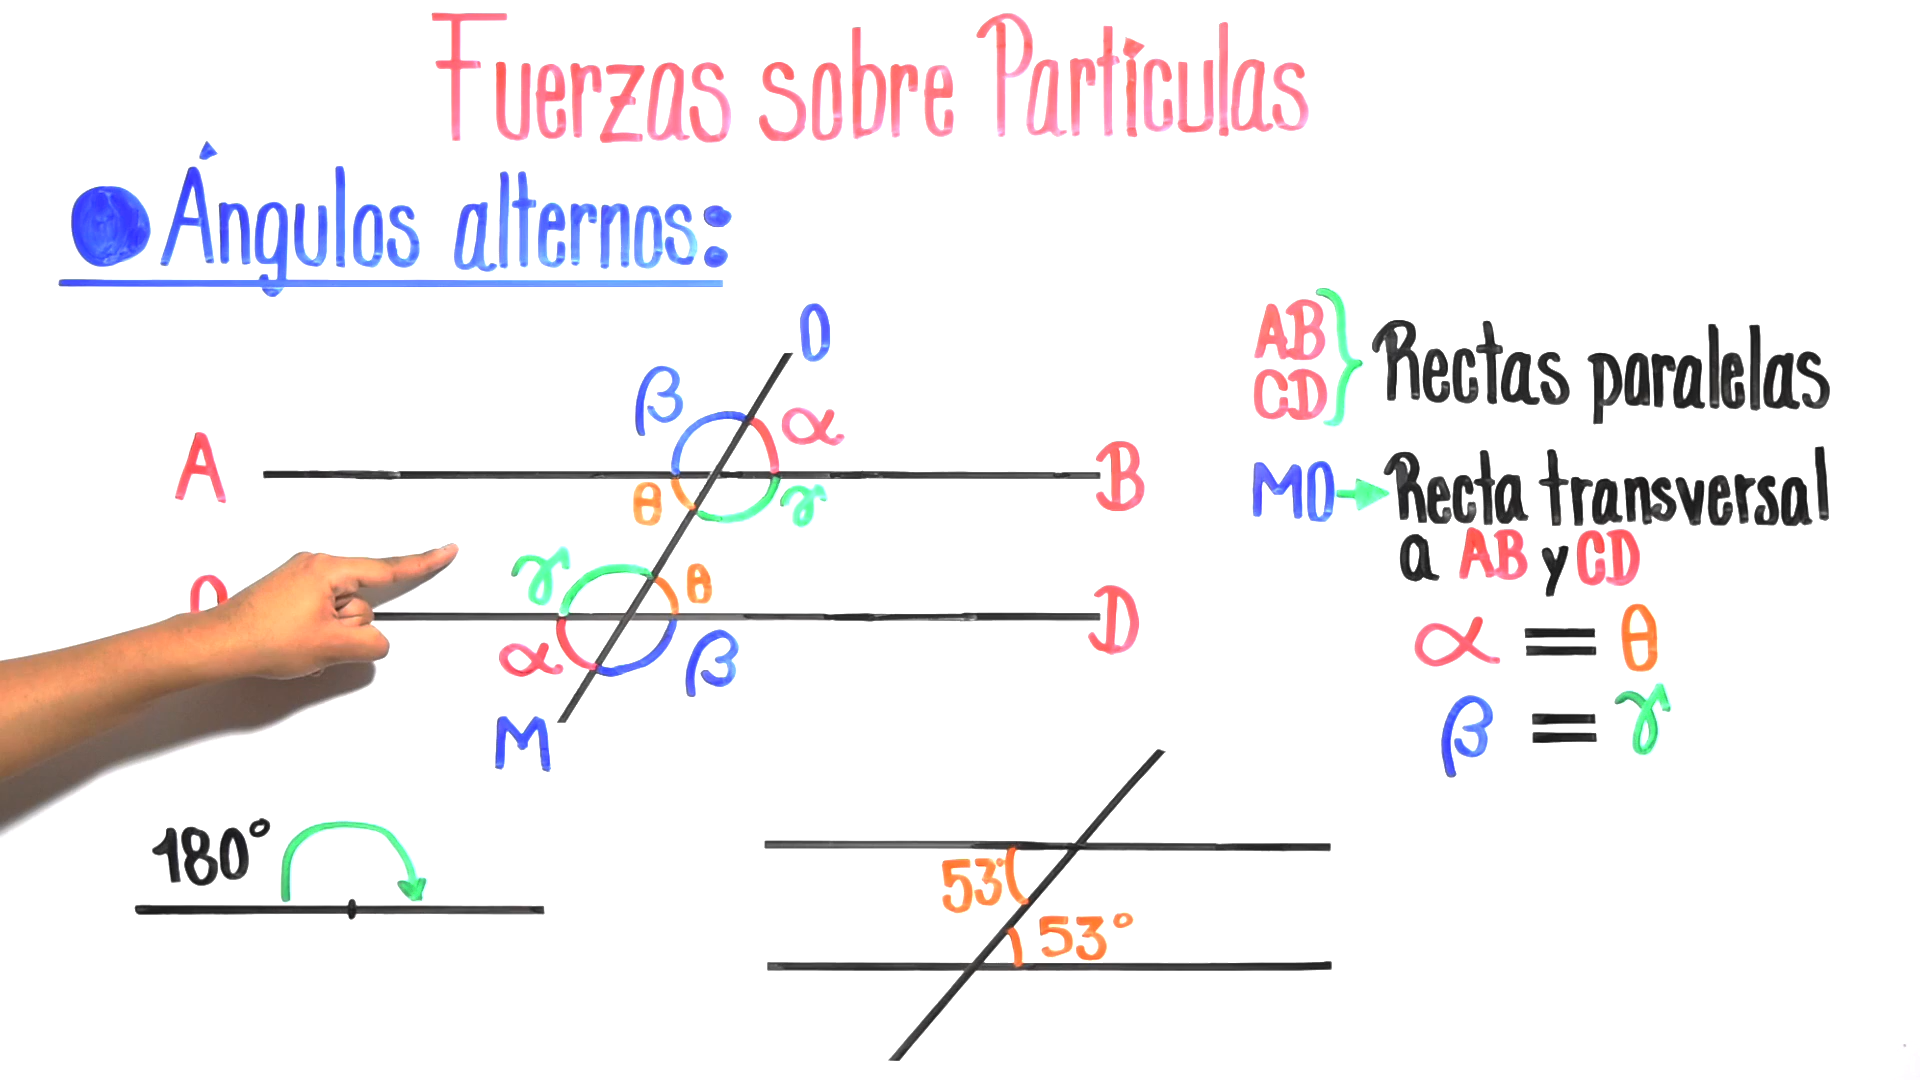 Fuerzas sobre Partículas
Ángulos alternos:
O
β α
A B
θ γ
γ θ
D
α β
M
AB
CD } Rectas paralelas
MO → Recta transversal
a AB y CD
α = θ
β = γ
180°
53°
53°